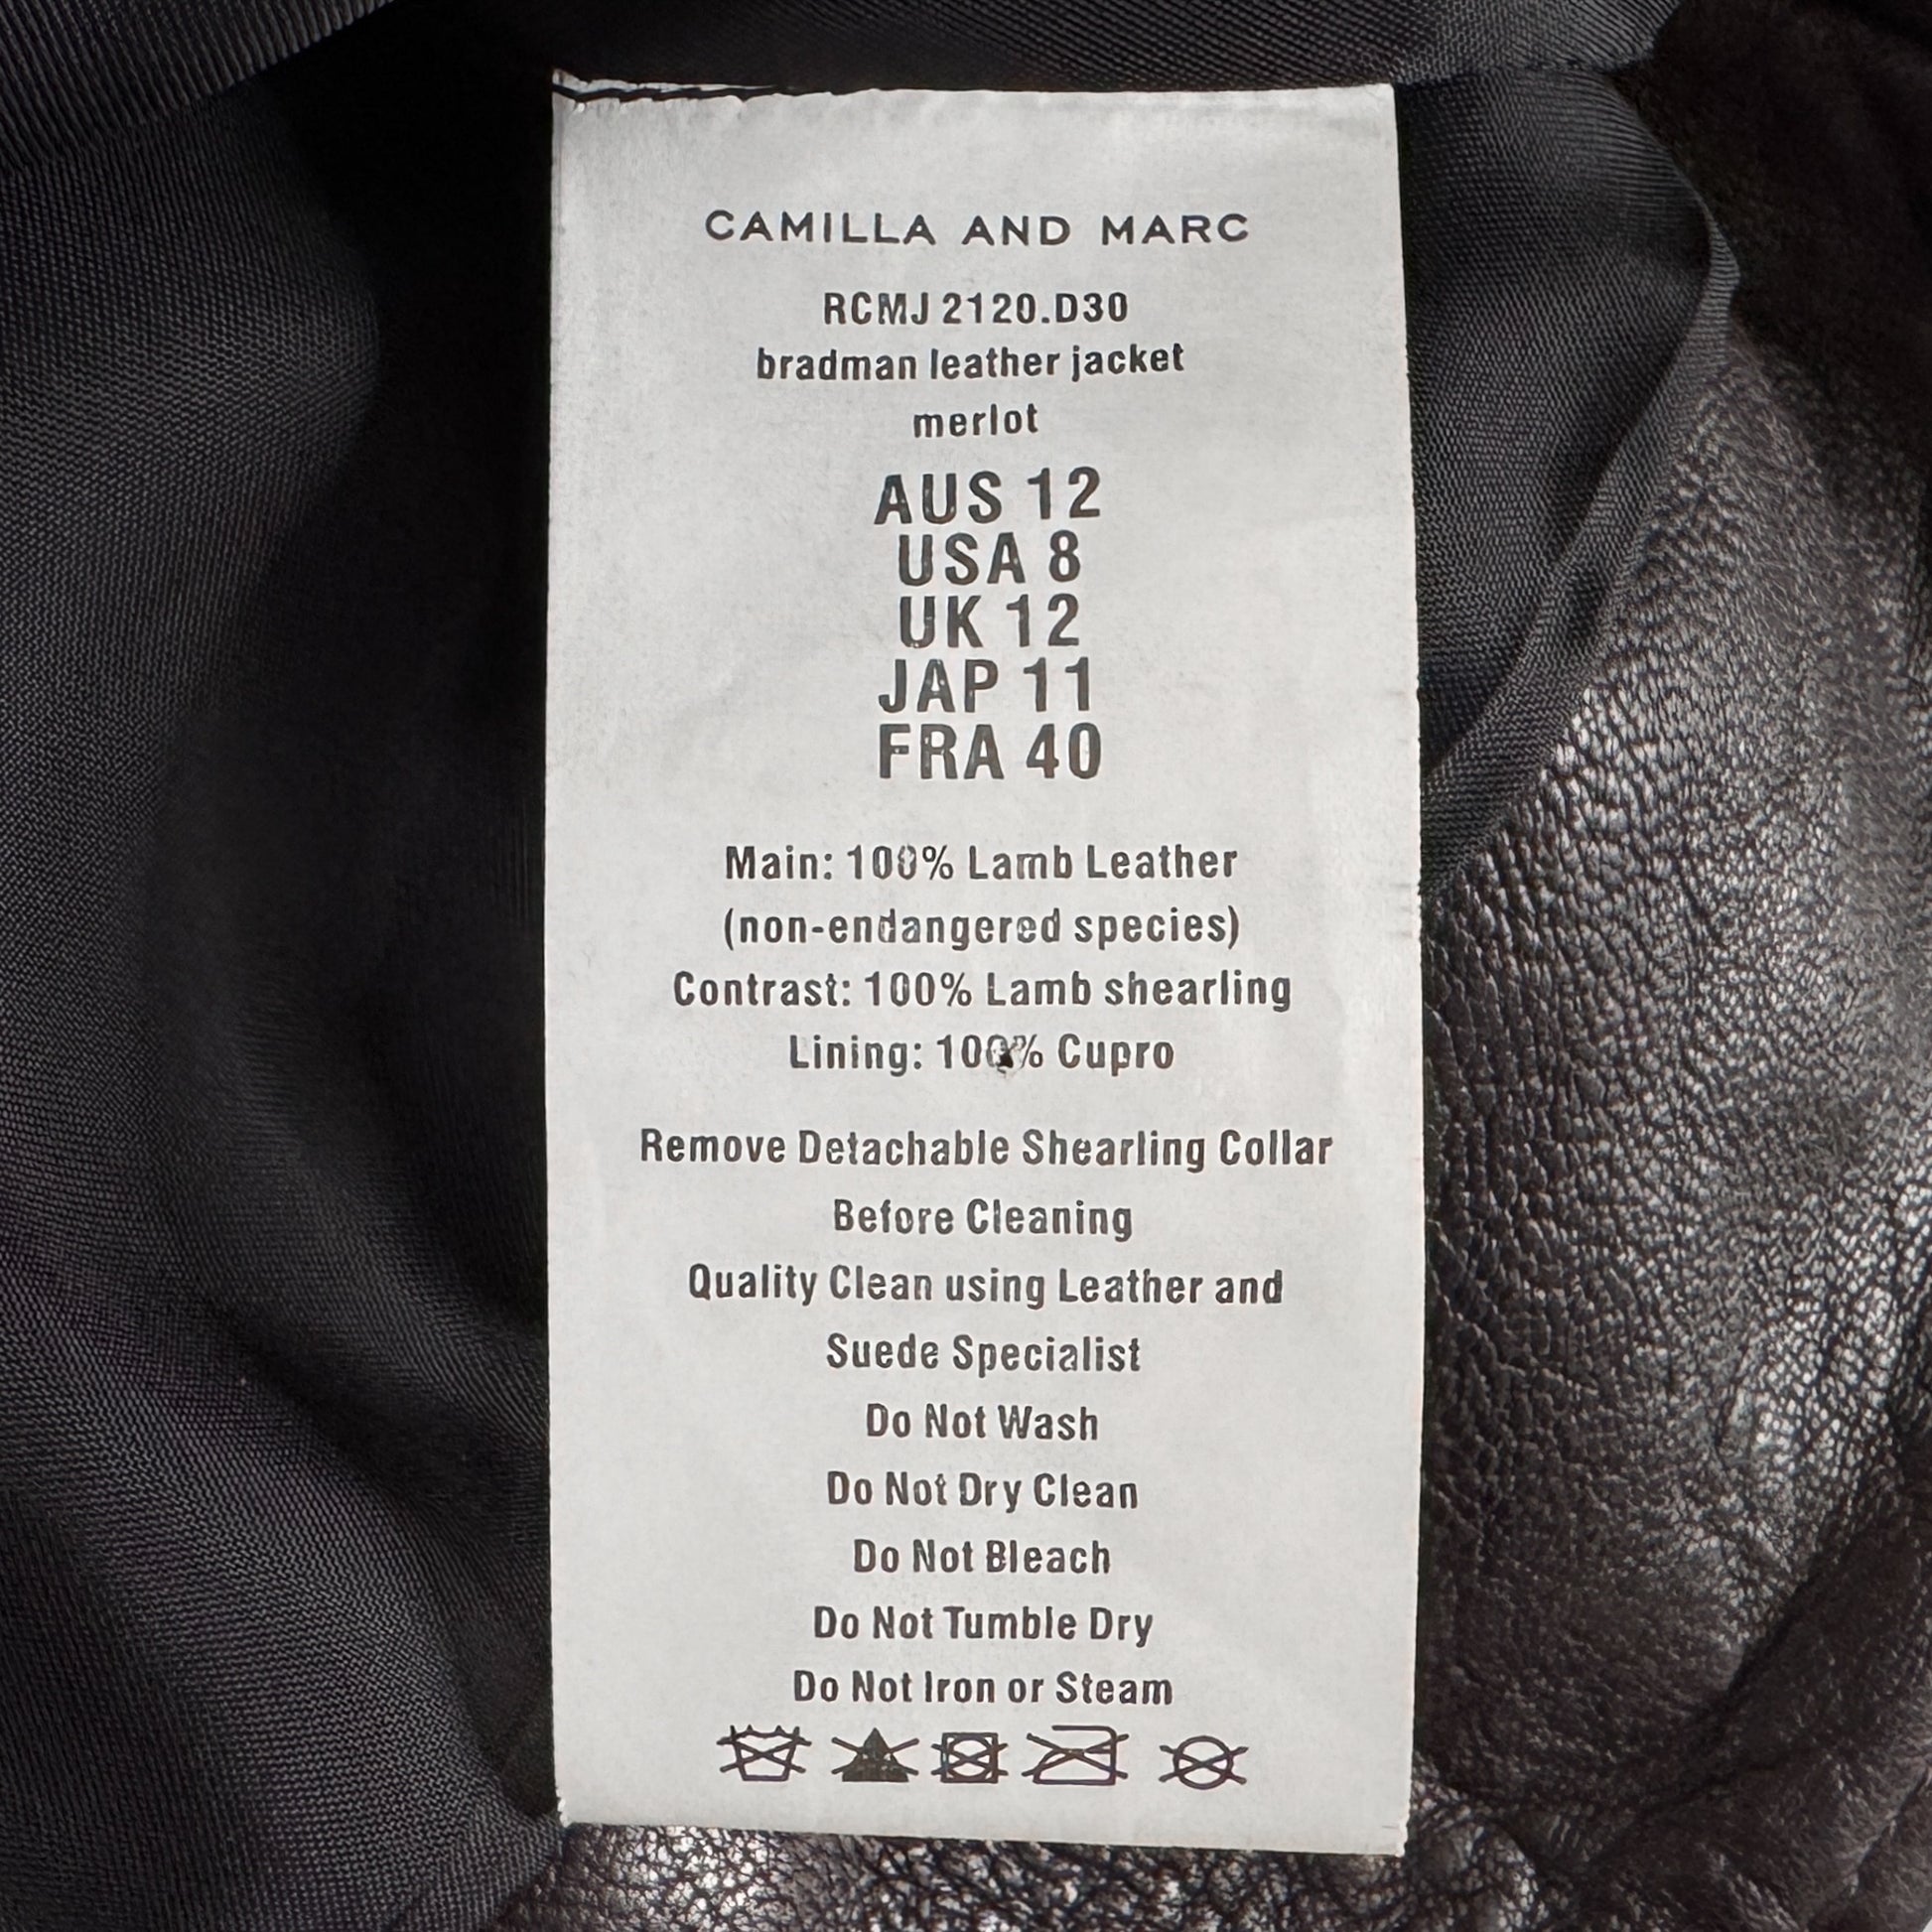 CAMILLA AND MARC
RCMJ 2120.D30
bradman leather jacket
merlot
AUS 12
USA 8
UK 12
JAP 11
FRA 40
Main: 100% Lamb Leather
(non-endangered species)
Contrast: 100% Lamb shearling
Lining: 100% Cupro
Remove Detachable Shearling Collar
Before Cleaning
Quality Clean using Leather and
Suede Specialist
Do Not Wash
Do Not Dry Clean
Do Not Bleach
Do Not Tumble Dry
Do Not Iron or Steam